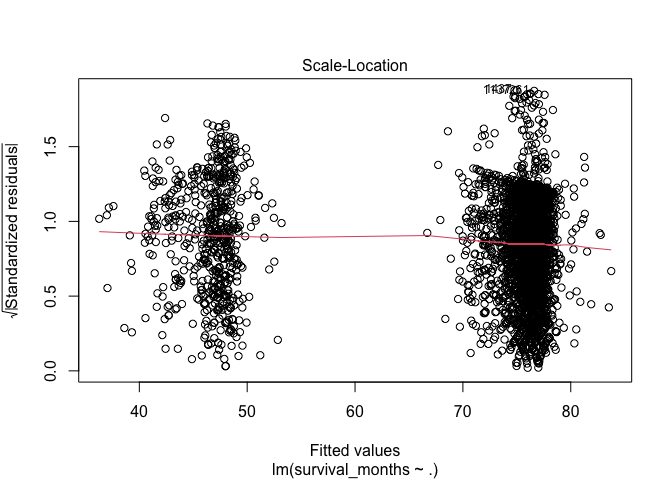 Scale-Location
√|Standardized residuals|
1.5
1.0
0.5
0.0
40 50 60 70 80
Fitted values
lm(survival_months ~ .)